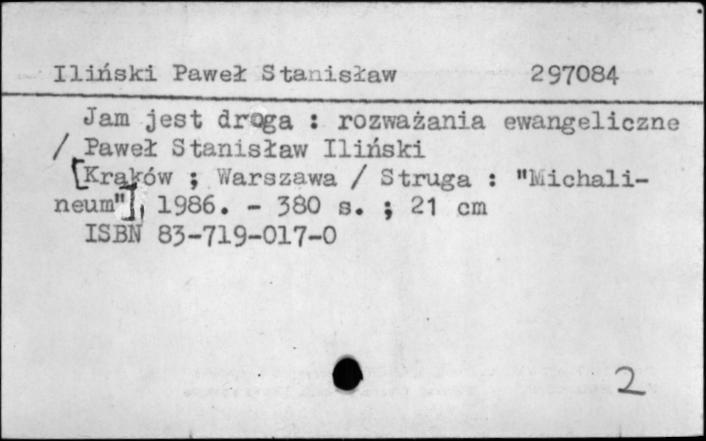 Iliński Paweł Stanisław 297084
Jam jest droga : rozważania ewangeliczne
/ Paweł Stanisław Iliński
[Kraków ; Warszawa / Struga : "Michali-
neum"], 1986. - 380 s. ; 21 cm
ISBN 83-719-017-0
2